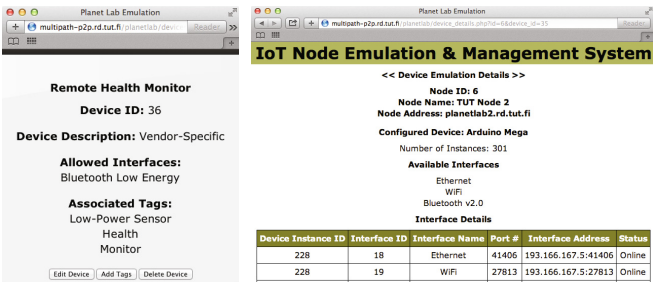 Planet Lab Emulation
multipath-p2p.rd.tut.fi/planetlab/devic
Reader
Remote Health Monitor
Device ID: 36
Device Description: Vendor-Specific
Allowed Interfaces:
Bluetooth Low Energy
Associated Tags:
Low-Power Sensor
Health
Monitor
Edit Device Add Tags Delete Device
Planet Lab Emulation
multipath-p2p.rd.tut.fi/planetlab/device_details.php?id=6&device_id=35
Reader
IoT Node Emulation & Management System
<< Device Emulation Details >>
Node ID: 6
Node Name: TUT Node 2
Node Address: planetlab2.rd.tut.fi
Configured Device: Arduino Mega
Number of Instances: 301
Available Interfaces
Ethernet
WiFi
Bluetooth v2.0
Interface Details
Device Instance ID Interface ID Interface Name Port # Interface Address Status
228 18 Ethernet 41406 193.166.167.5:41406 Online
228 19 WiFi 27813 193.166.167.5:27813 Online